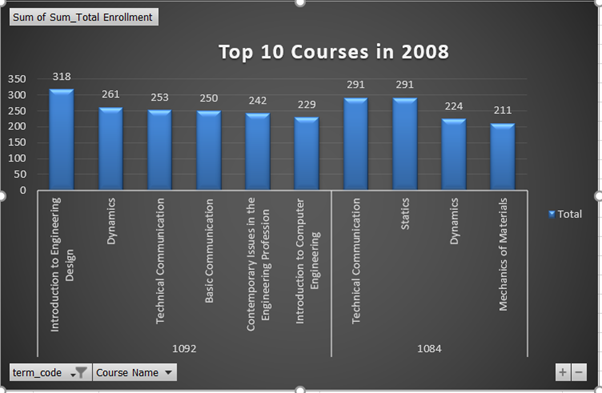 Sum of Sum_Total Enrollment
Top 10 Courses in 2008
350
300
250
200
150
100
50
0
318
261
253
250
242
229
291
291
224
211
Introduction to Engineering
Design
Dynamics
Technical Communication
Basic Communication
Contemporary Issues in the
Engineering Profession
Introduction to Computer
Engineering
Technical Communication
Statics
Dynamics
Mechanics of Materials
1092
1084
Total
term_code
Course Name
+ −